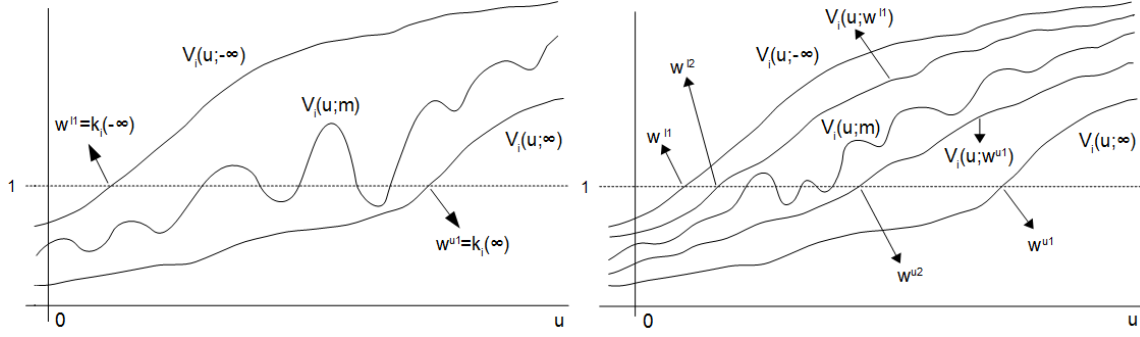 V_i(u;-∞)
w^{l1}=k_i(-∞)
V_i(u;m)
V_i(u;∞)
1
w^{u1}=k_i(∞)
0
u
V_i(u;w^{l1})
V_i(u;-∞)
w^{l2}
w^{l1}
V_i(u;m)
V_i(u;w^{u1})
V_i(u;∞)
1
w^{u2}
w^{u1}
0
u